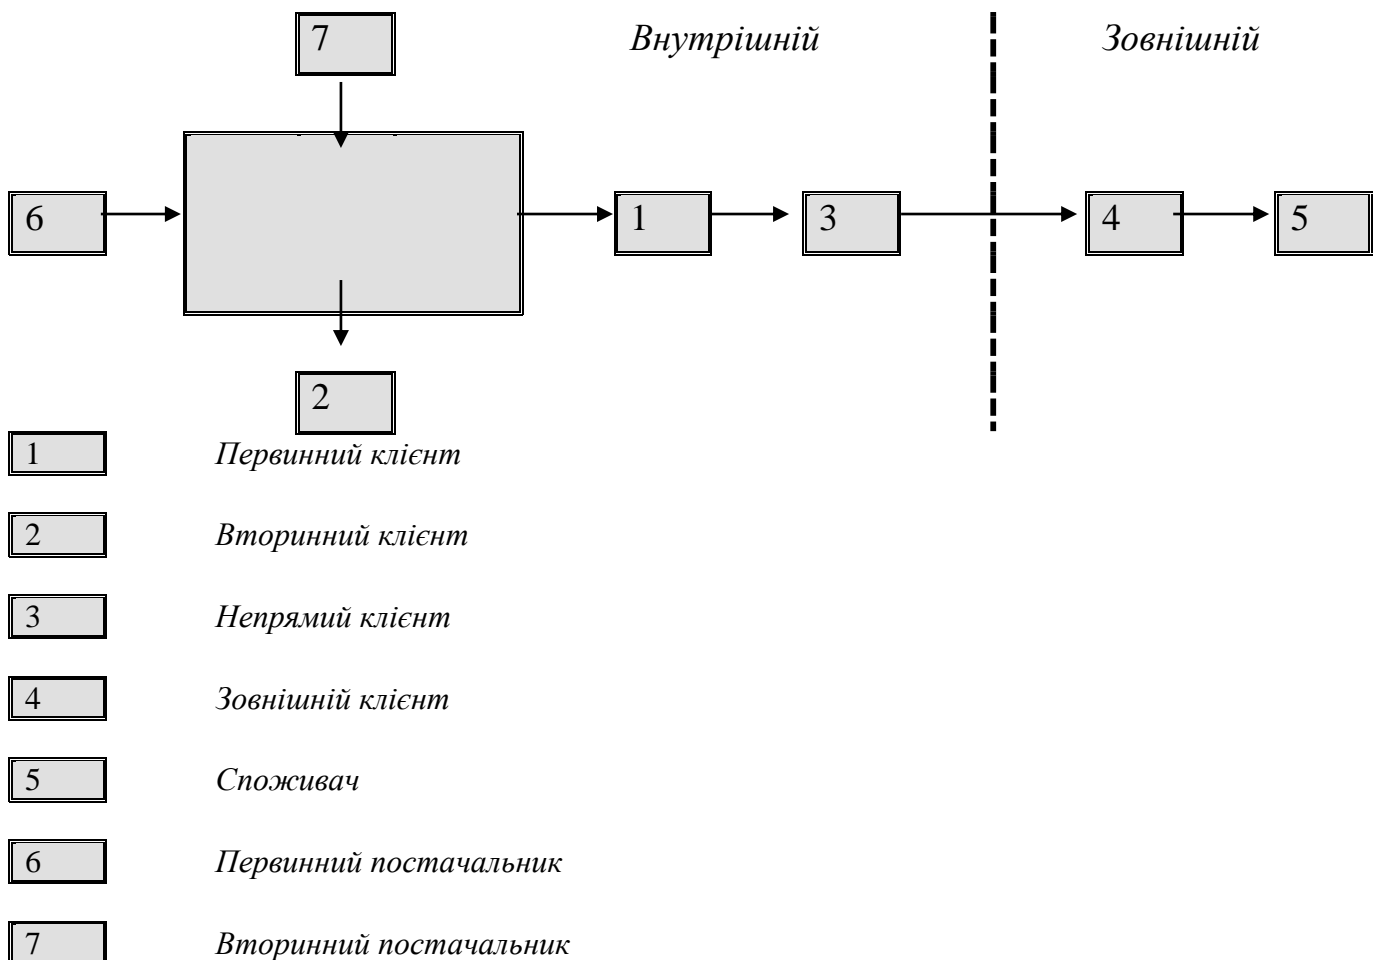 7 Внутрішній Зовнішній
6 1 3 4 5
2
1 Первинний клієнт
2 Вторинний клієнт
3 Непрямий клієнт
4 Зовнішній клієнт
5 Споживач
6 Первинний постачальник
7 Вторинний постачальник